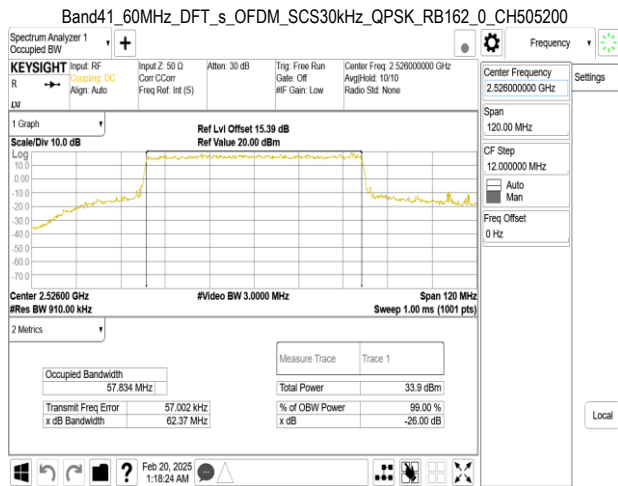 Band41_60MHz_DFT_s_OFDM_SCS30kHz_QPSK_RB162_0_CH505200
Spectrum Analyzer 1
Occupied BW
Frequency
KEYSIGHT
R
Input: RF
Coupling: DC
Align: Auto
Input Z: 50 Ω
Corr CCorr
Freq Ref: Int (S)
Atten: 30 dB
Trig: Free Run
Gate: Off
#IF Gain: Low
Center Freq: 2.526000000 GHz
Avg|Hold: 10/10
Radio Std: None
Center Frequency
2.526000000 GHz
Settings
Span
120.00 MHz
CF Step
12.000000 MHz
Auto
Man
Freq Offset
0 Hz
1 Graph
Scale/Div 10.0 dB
Ref Lvl Offset 15.39 dB
Ref Value 20.00 dBm
Log
10.0
0.00
-10.0
-20.0
-30.0
-40.0
-50.0
-60.0
-70.0
Center 2.52600 GHz
#Res BW 910.00 kHz
#Video BW 3.0000 MHz
Span 120 MHz
Sweep 1.00 ms (1001 pts)
2 Metrics
Measure Trace Trace 1
Occupied Bandwidth
57.834 MHz
Total Power 33.9 dBm
Transmit Freq Error 57.002 kHz
% of OBW Power 99.00 %
x dB Bandwidth 62.37 MHz
x dB -26.00 dB
Local
Feb 20, 2025
1:18:24 AM